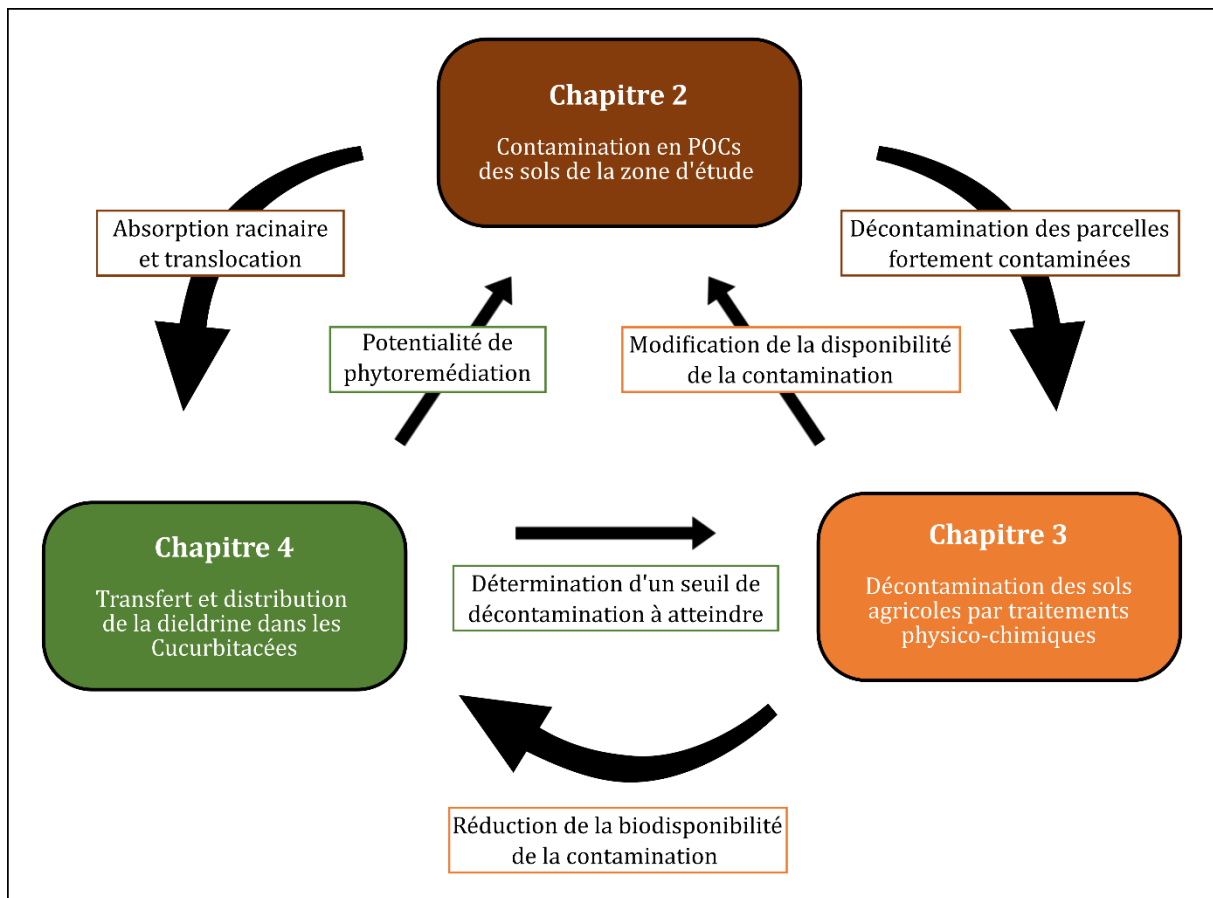 Chapitre 2
Contamination en POCs
des sols de la zone d'étude
Absorption racinaire
et translocation
Décontamination des parcelles
fortement contaminées
Potentialité de
phytoremédiation
Modification de la disponibilité
de la contamination
Chapitre 4
Transfert et distribution
de la dieldrine dans les
Cucurbitacées
Détermination d'un seuil de
décontamination à atteindre
Chapitre 3
Décontamination des sols
agricoles par traitements
physico-chimiques
Réduction de la biodisponibilité
de la contamination